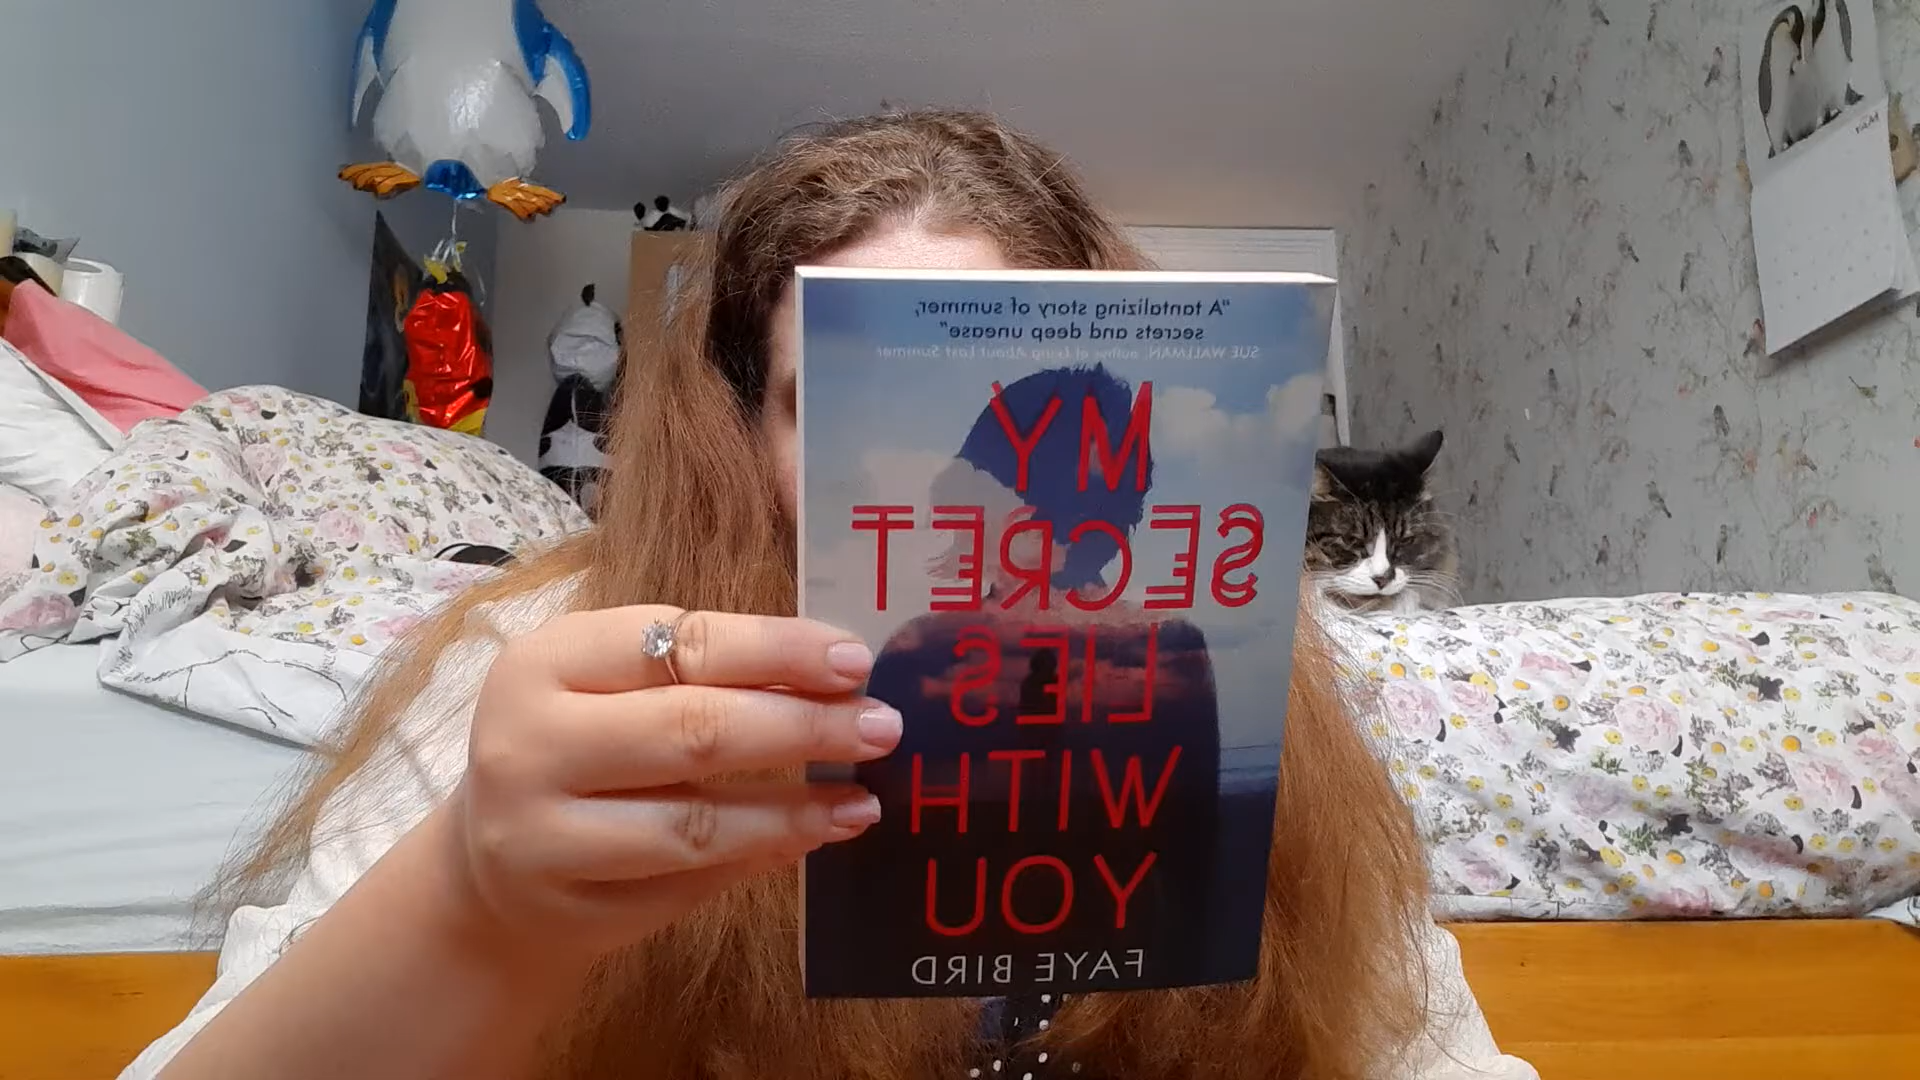 "A tantalizing story of summer,
secrets and deep unease"
SUE WALLMAN, author of Lying About Last Summer
MY
SECRET
LIES
WITH
YOU
FAYE BIRD
MAY